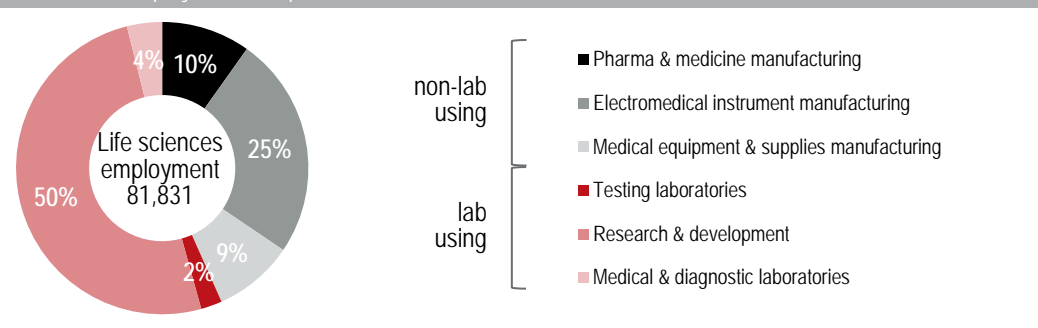 4%
10%
25%
9%
2%
50%
Life sciences
employment
81,831
non-lab
using
lab
using
Pharma & medicine manufacturing
Electromedical instrument manufacturing
Medical equipment & supplies manufacturing
Testing laboratories
Research & development
Medical & diagnostic laboratories